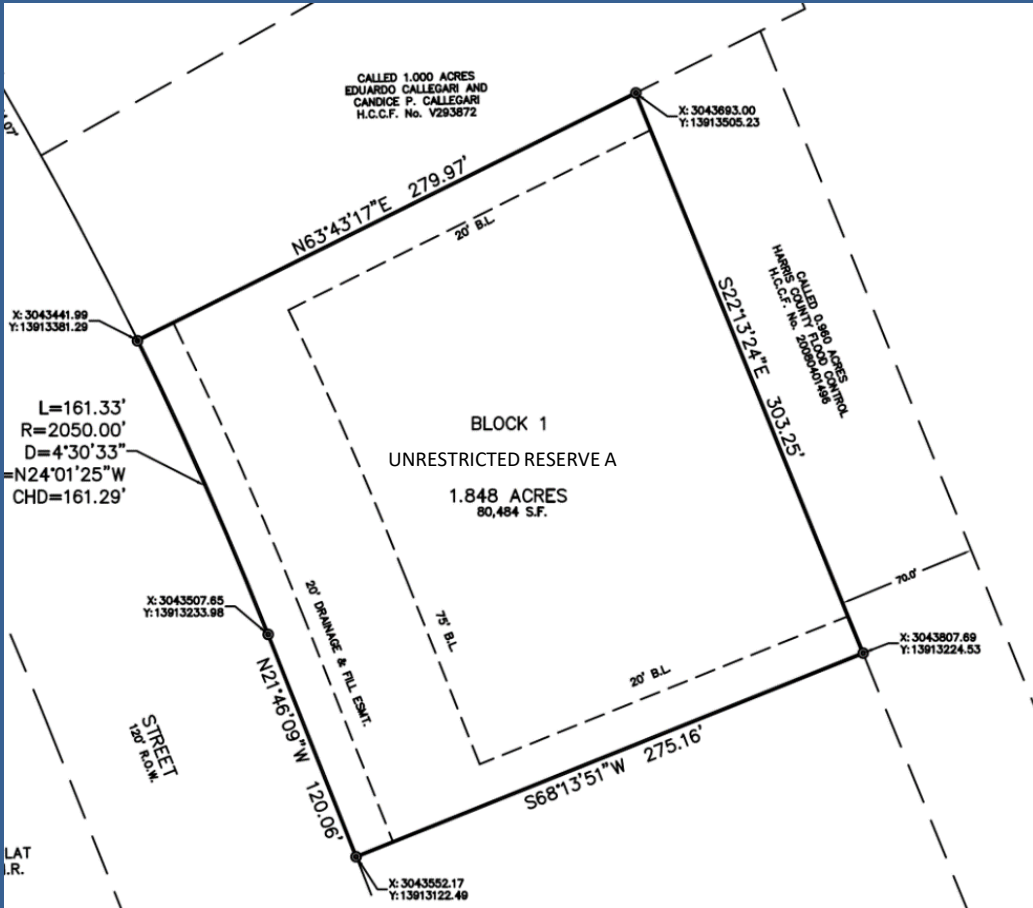 CALLED 1.000 ACRES
EDUARDO CALLEGARI AND
CANDICE P. CALLEGARI
H.C.C.F. No. V293872
X: 3043693.00
Y: 13913505.23
N63°43'17"E 279.97'
20' B.L.
CALLED 0.960 ACRES
HARRIS COUNTY FLOOD CONTROL
H.C.C.F. No. 20080401496
S22°13'24"E 303.25'
X: 3043441.99
Y: 13913381.29
L=161.33'
R=2050.00'
D=4°30'33"
=N24°01'25"W
CHD=161.29'
BLOCK 1
UNRESTRICTED RESERVE A
1.848 ACRES
80,484 S.F.
70.0'
X: 3043507.65
Y: 13913233.98
20' DRAINAGE & FILL ESMT.
75' B.L.
20' B.L.
X: 3043807.69
Y: 13913224.53
N21°46'09"W 120.06'
S68°13'51"W 275.16'
STREET
120' R.O.W.
LAT
.R.
X: 3043552.17
Y: 13913122.49